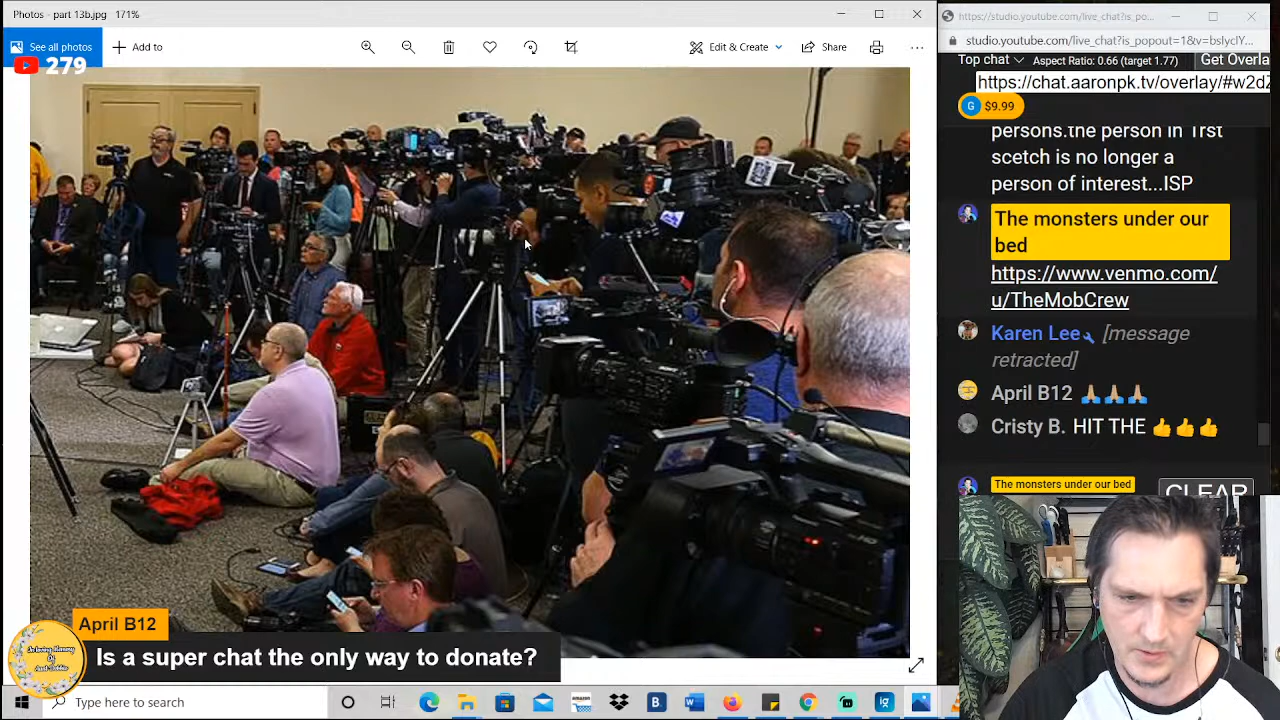 Photos - part 13b.jpg 171%
See all photos
Add to
Edit & Create
Share
279
April B12
Is a super chat the only way to donate?
Type here to search
https://studio.youtube.com/live_chat?is_po...
studio.youtube.com/live_chat?is_popout=1&v=bslyclY...
Top chat
Aspect Ratio: 0.66 (target 1.77)
Get Overla
https://chat.aaronpk.tv/overlay/#w2dZ
G $9.99
persons.the person in Trst
scetch is no longer a
person of interest...ISP
The monsters under our
bed
https://www.venmo.com/
u/TheMobCrew
Karen Lee [message
retracted]
April B12 🙏🏼🙏🏼🙏🏼
Cristy B. HIT THE 👍👍👍
The monsters under our bed
CLEAR